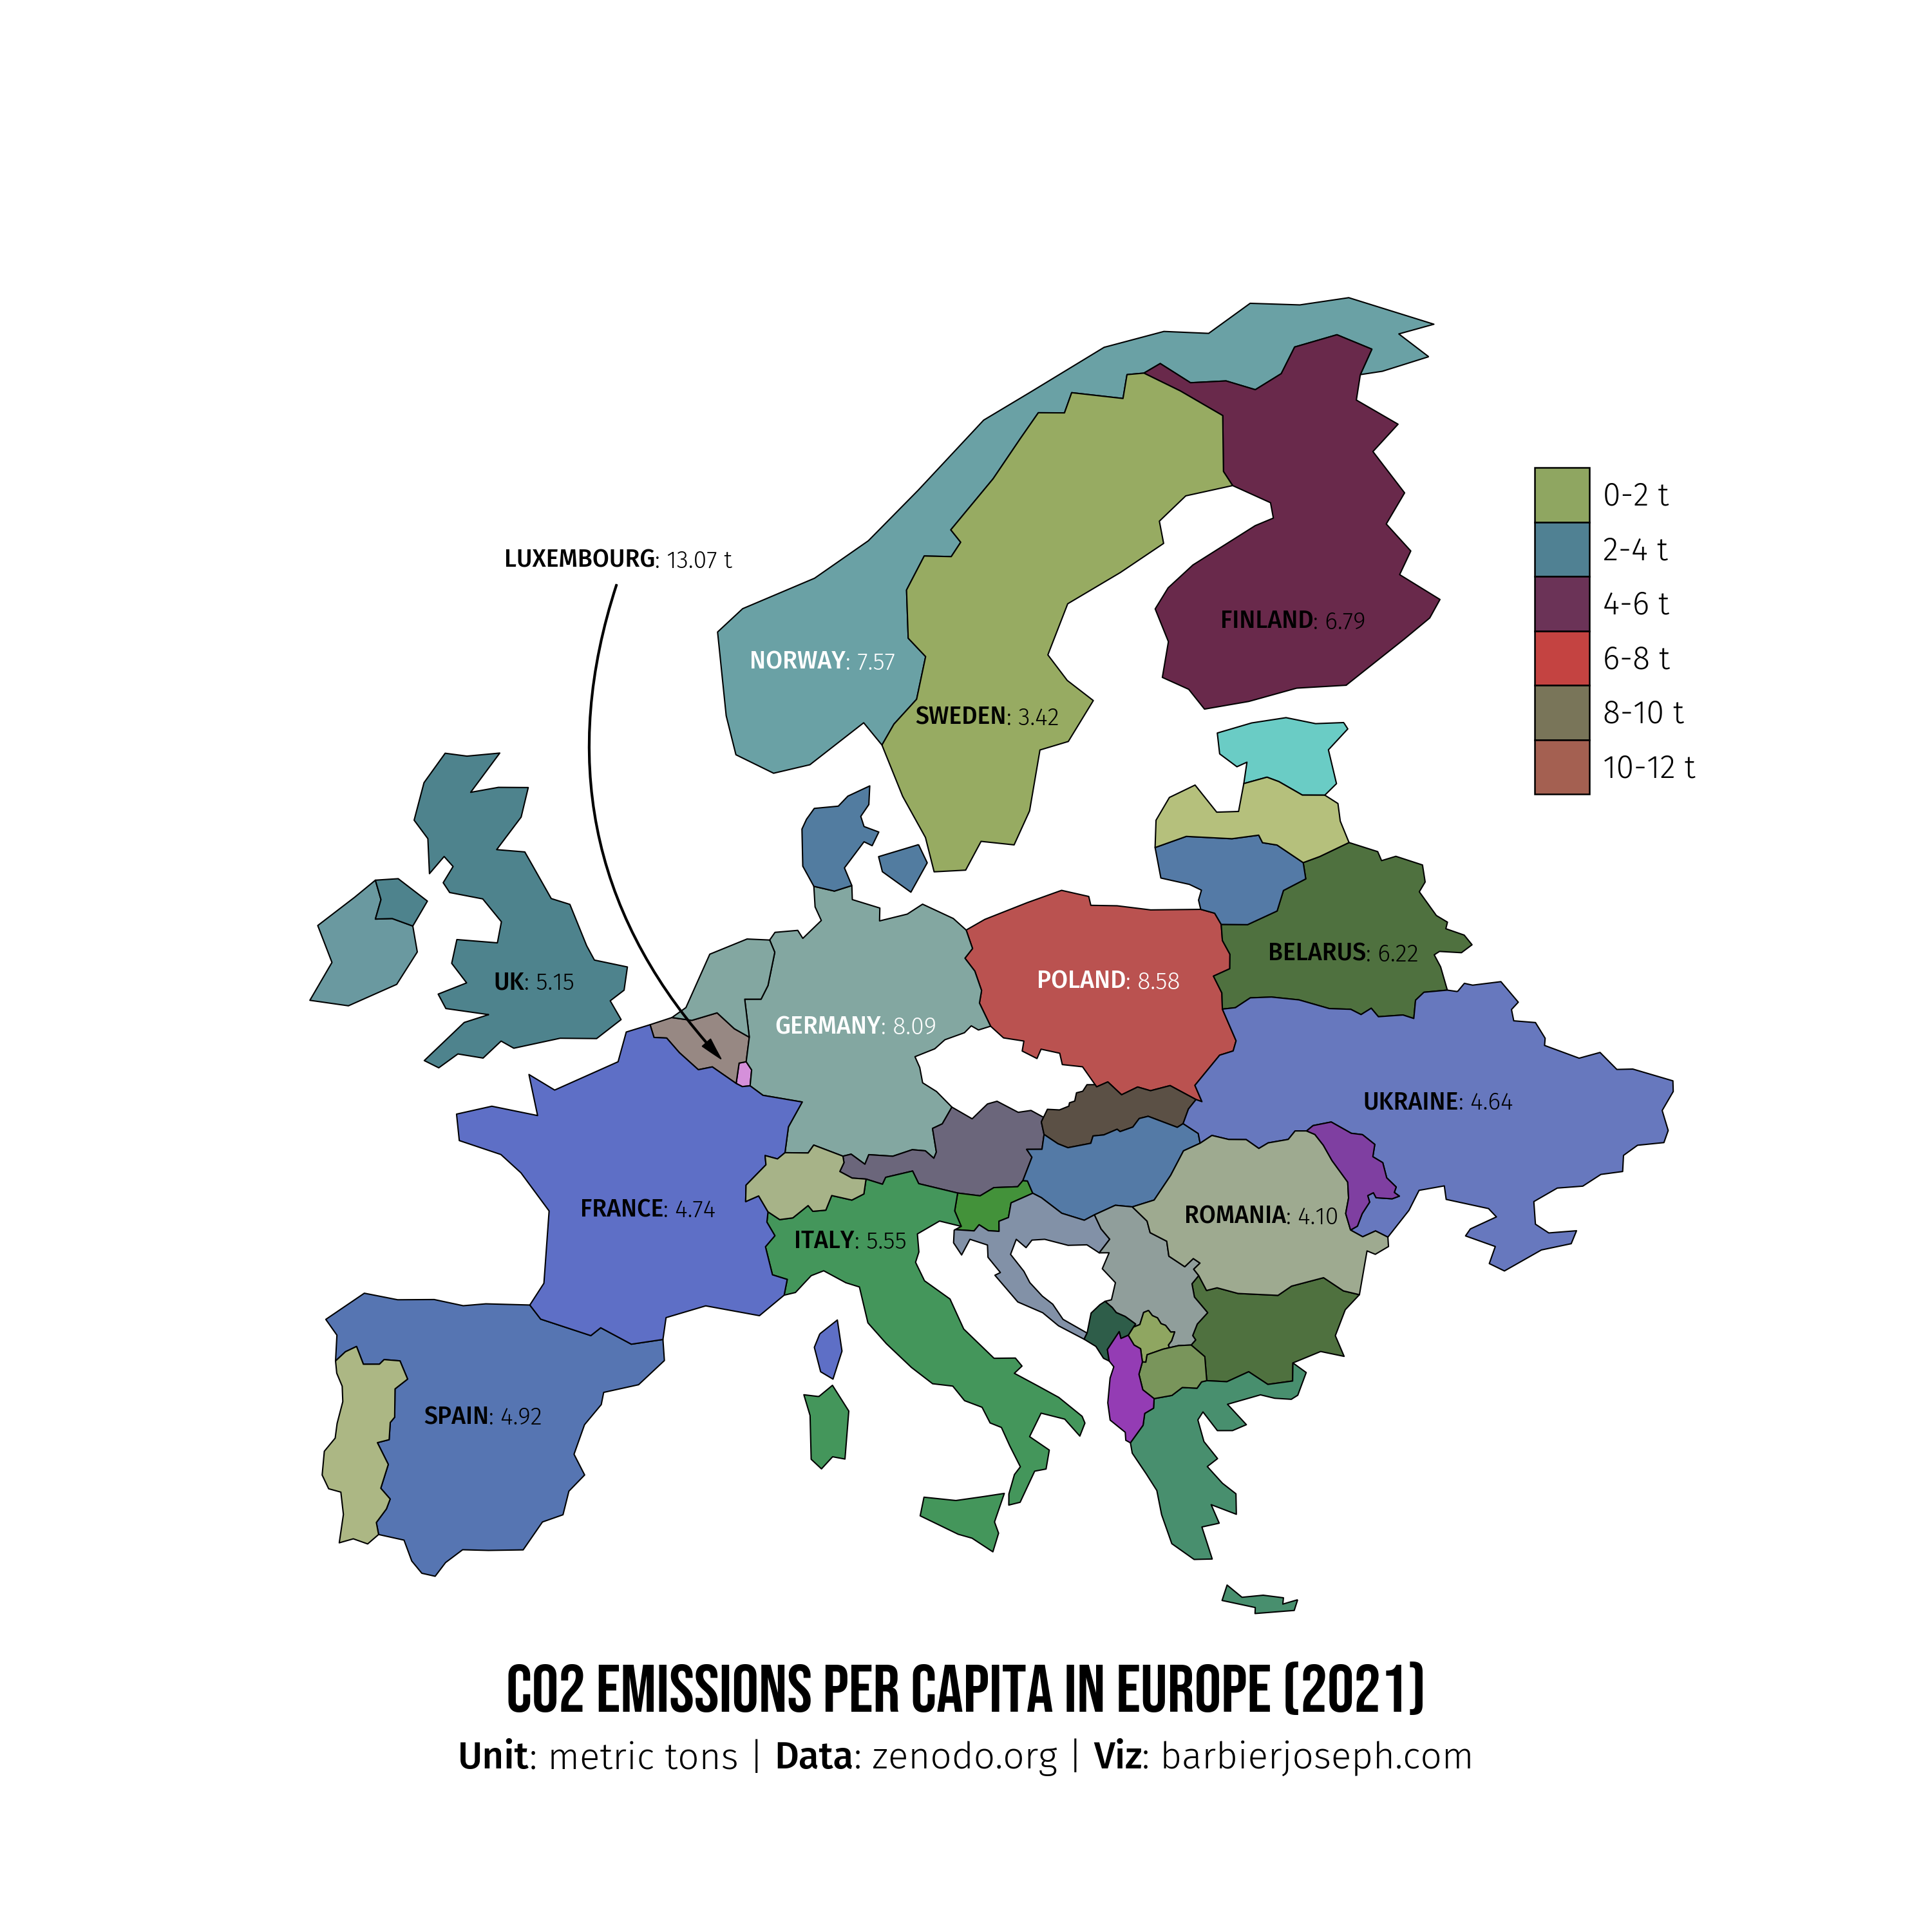 LUXEMBOURG: 13.07 t
NORWAY: 7.57
SWEDEN: 3.42
FINLAND: 6.79
0-2 t
2-4 t
4-6 t
6-8 t
8-10 t
10-12 t
UK: 5.15
GERMANY: 8.09
POLAND: 8.58
BELARUS: 6.22
UKRAINE: 4.64
FRANCE: 4.74
ITALY: 5.55
ROMANIA: 4.10
SPAIN: 4.92
CO2 EMISSIONS PER CAPITA IN EUROPE (2021)
Unit: metric tons | Data: zenodo.org | Viz: barbierjoseph.com